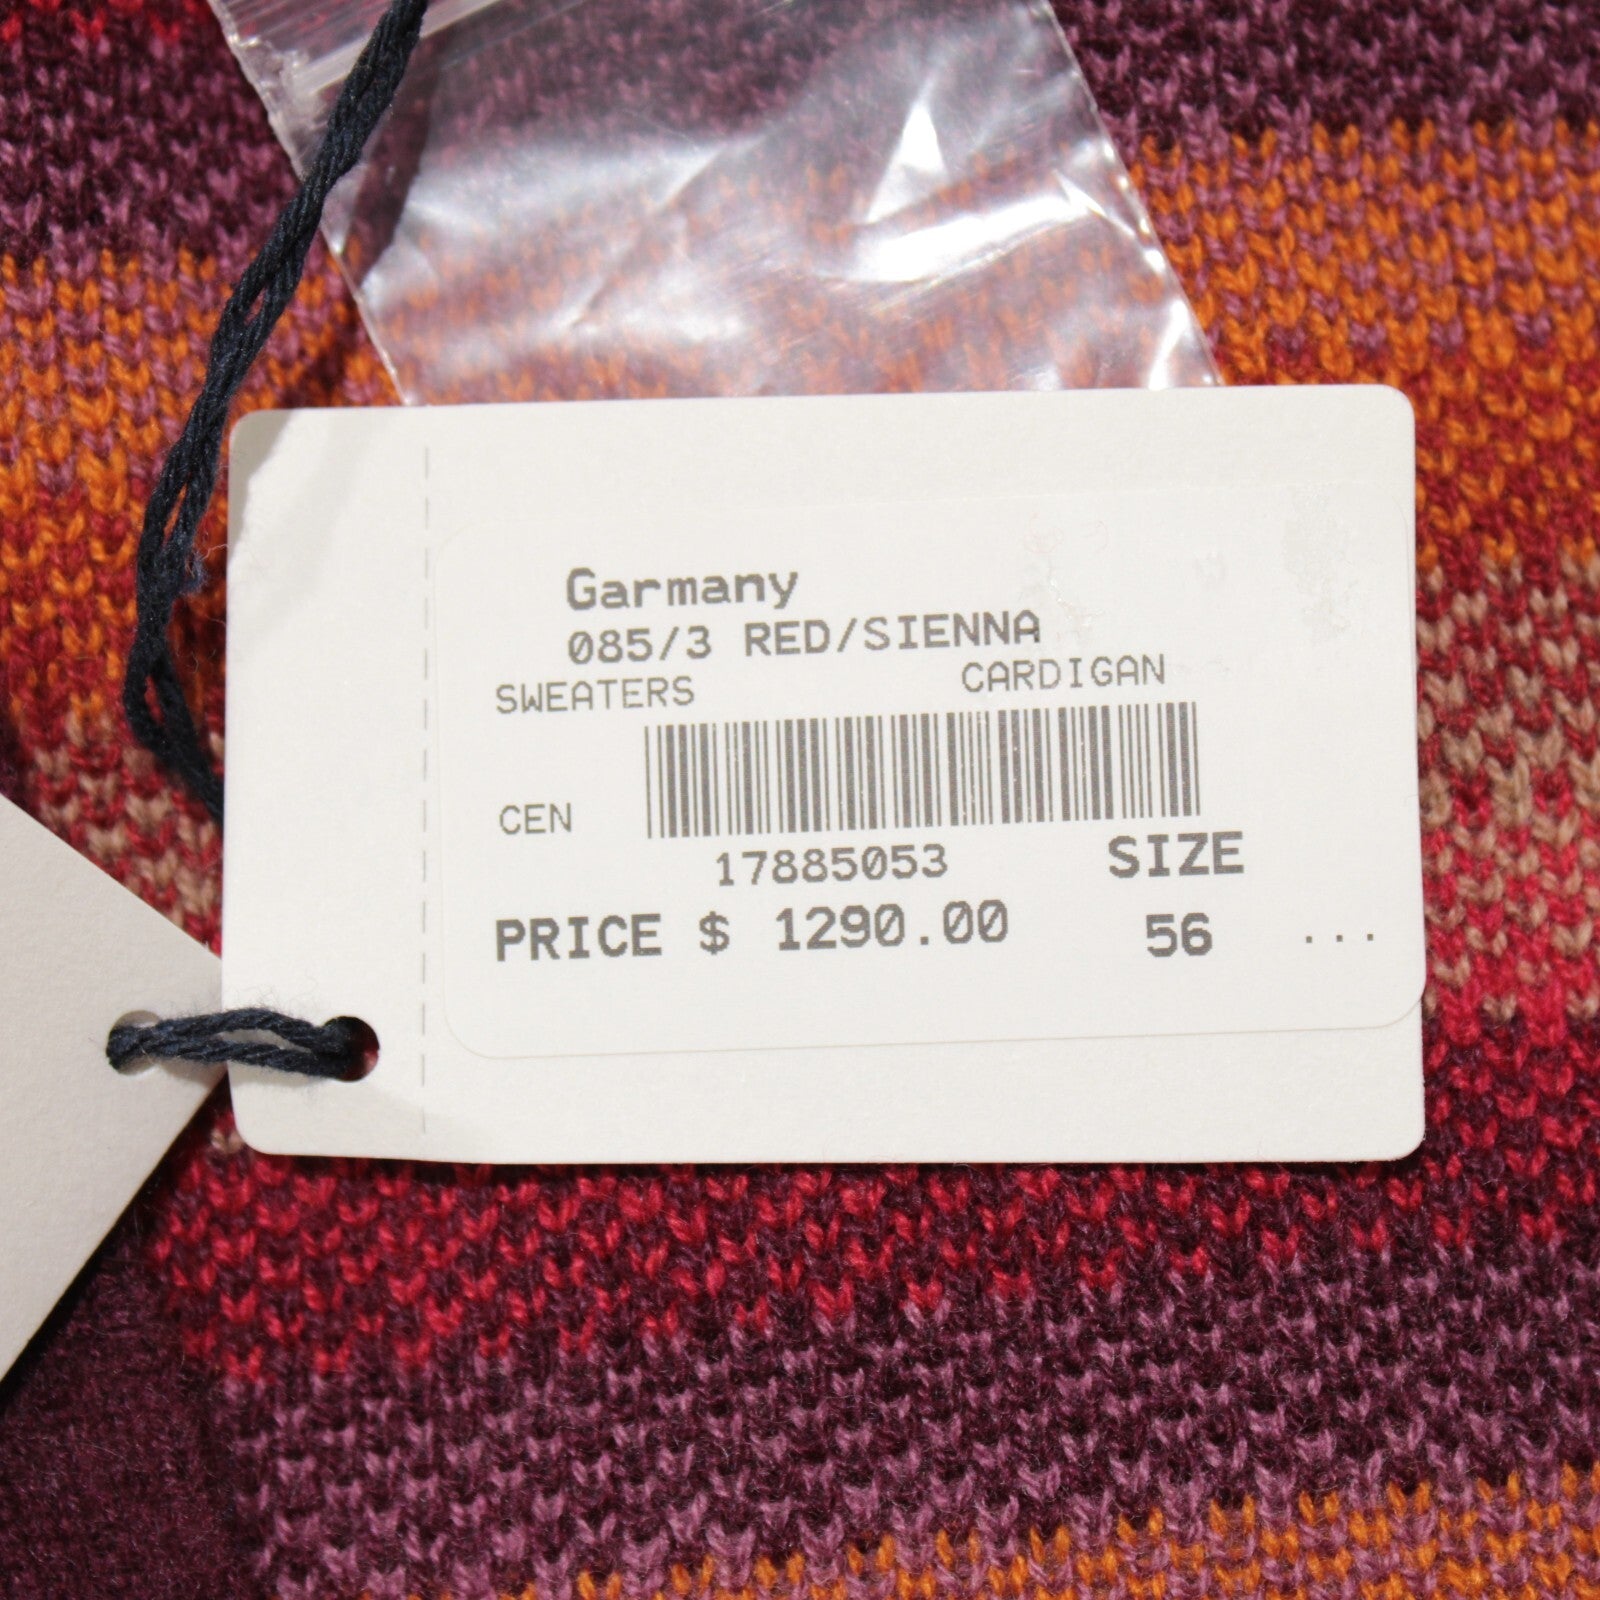 Garmany
085/3 RED/SIENNA
SWEATERS CARDIGAN
CEN
17885053 SIZE
PRICE $ 1290.00 56 ...